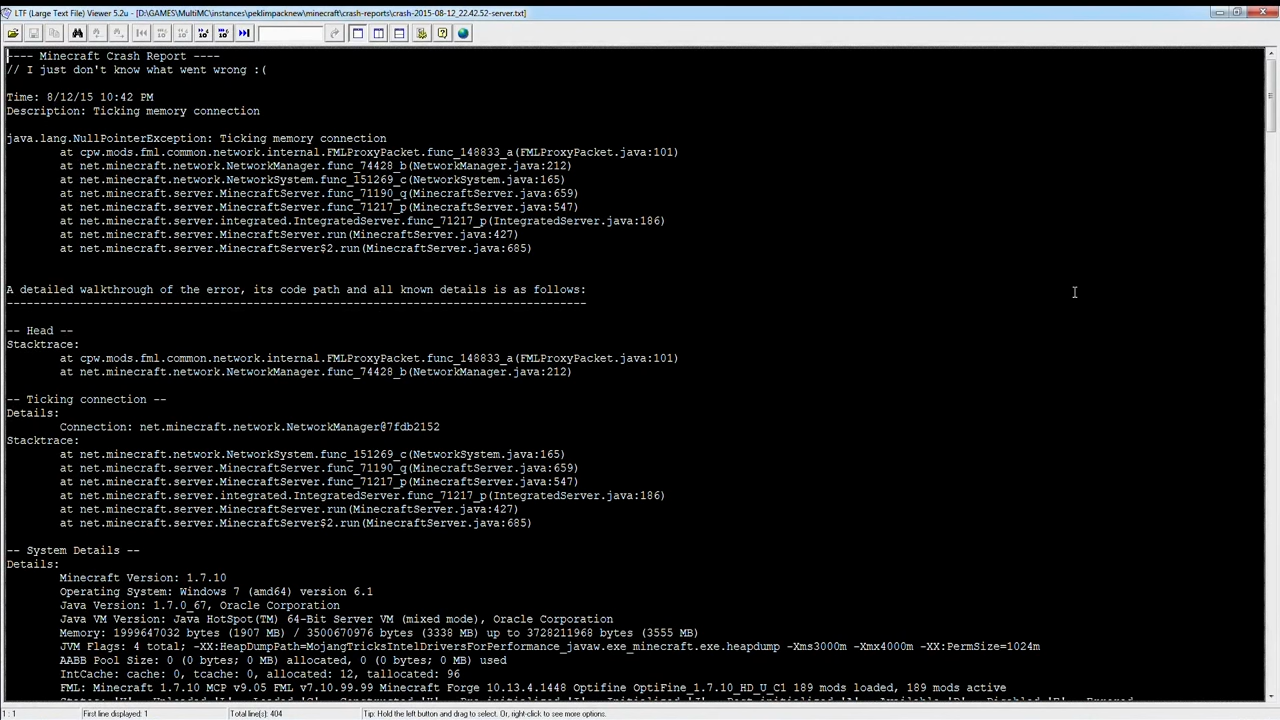 LTF (Large Text File) Viewer 5.2u - [D:\GAMES\MultiMC\instances\peklimpacknew\minecraft\crash-reports\crash-2015-08-12_22.42.52-server.txt]
---- Minecraft Crash Report ----
// I just don't know what went wrong :(
Time: 8/12/15 10:42 PM
Description: Ticking memory connection
java.lang.NullPointerException: Ticking memory connection
at cpw.mods.fml.common.network.internal.FMLProxyPacket.func_148833_a(FMLProxyPacket.java:101)
at net.minecraft.network.NetworkManager.func_74428_b(NetworkManager.java:212)
at net.minecraft.network.NetworkSystem.func_151269_c(NetworkSystem.java:165)
at net.minecraft.server.MinecraftServer.func_71190_q(MinecraftServer.java:659)
at net.minecraft.server.MinecraftServer.func_71217_p(MinecraftServer.java:547)
at net.minecraft.server.integrated.IntegratedServer.func_71217_p(IntegratedServer.java:186)
at net.minecraft.server.MinecraftServer.run(MinecraftServer.java:427)
at net.minecraft.server.MinecraftServer$2.run(MinecraftServer.java:685)
A detailed walkthrough of the error, its code path and all known details is as follows:
---------------------------------------------------------------------------------------
-- Head --
Stacktrace:
at cpw.mods.fml.common.network.internal.FMLProxyPacket.func_148833_a(FMLProxyPacket.java:101)
at net.minecraft.network.NetworkManager.func_74428_b(NetworkManager.java:212)
-- Ticking connection --
Details:
Connection: net.minecraft.network.NetworkManager@7fdb2152
Stacktrace:
at net.minecraft.network.NetworkSystem.func_151269_c(NetworkSystem.java:165)
at net.minecraft.server.MinecraftServer.func_71190_q(MinecraftServer.java:659)
at net.minecraft.server.MinecraftServer.func_71217_p(MinecraftServer.java:547)
at net.minecraft.server.integrated.IntegratedServer.func_71217_p(IntegratedServer.java:186)
at net.minecraft.server.MinecraftServer.run(MinecraftServer.java:427)
at net.minecraft.server.MinecraftServer$2.run(MinecraftServer.java:685)
-- System Details --
Details:
Minecraft Version: 1.7.10
Operating System: Windows 7 (amd64) version 6.1
Java Version: 1.7.0_67, Oracle Corporation
Java VM Version: Java HotSpot(TM) 64-Bit Server VM (mixed mode), Oracle Corporation
Memory: 1999647032 bytes (1907 MB) / 3500670976 bytes (3338 MB) up to 3728211968 bytes (3555 MB)
JVM Flags: 4 total; -XX:HeapDumpPath=MojangTricksIntelDriversForPerformance_javaw.exe_minecraft.exe.heapdump -Xms3000m -Xmx4000m -XX:PermSize=1024m
AABB Pool Size: 0 (0 bytes; 0 MB) allocated, 0 (0 bytes; 0 MB) used
IntCache: cache: 0, tcache: 0, allocated: 12, tallocated: 96
FML: Minecraft 1.7.10 MCP v9.05 FML v7.10.99.99 Minecraft Forge 10.13.4.1448 Optifine OptiFine_1.7.10_HD_U_C1 189 mods loaded, 189 mods active
1 : 1 First line displayed: 1 Total line(s): 404 Tip: Hold the left button and drag to select. Or, right-click to see more options.